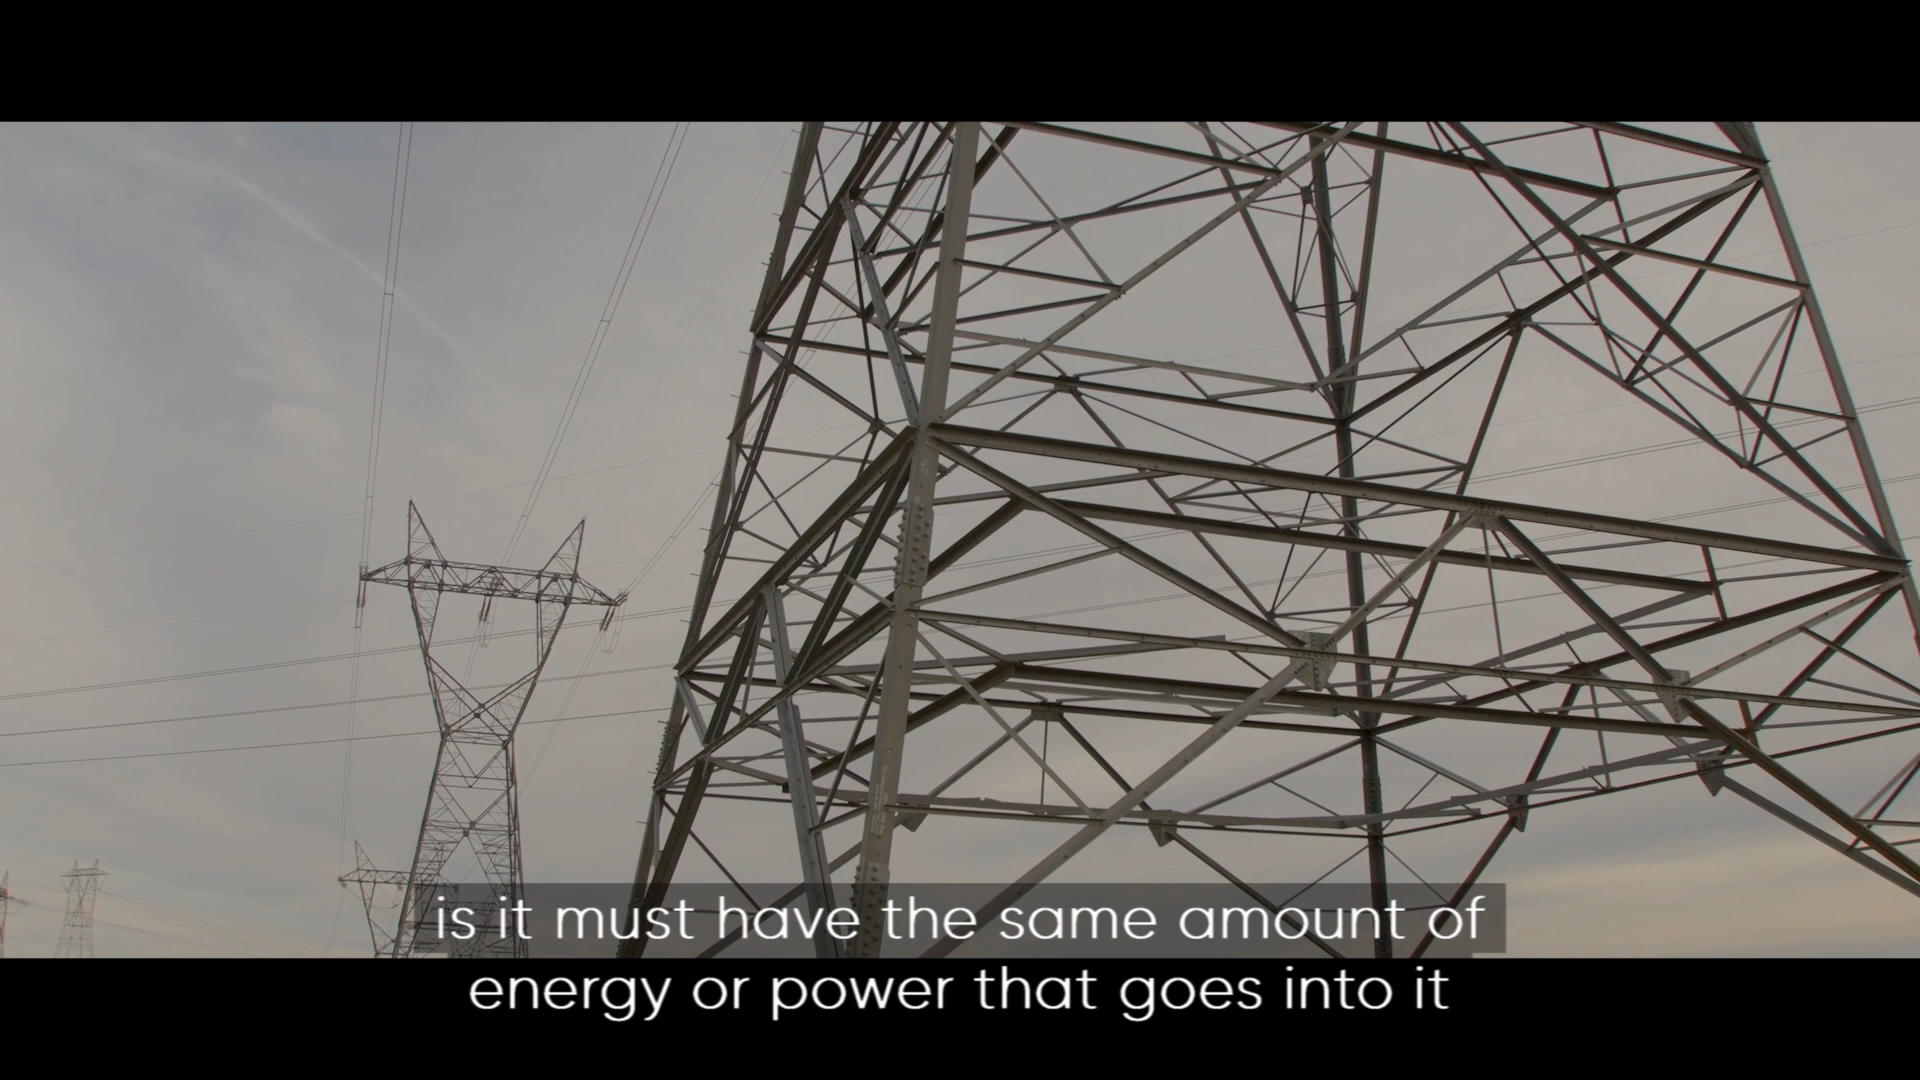 is it must have the same amount of
energy or power that goes into it